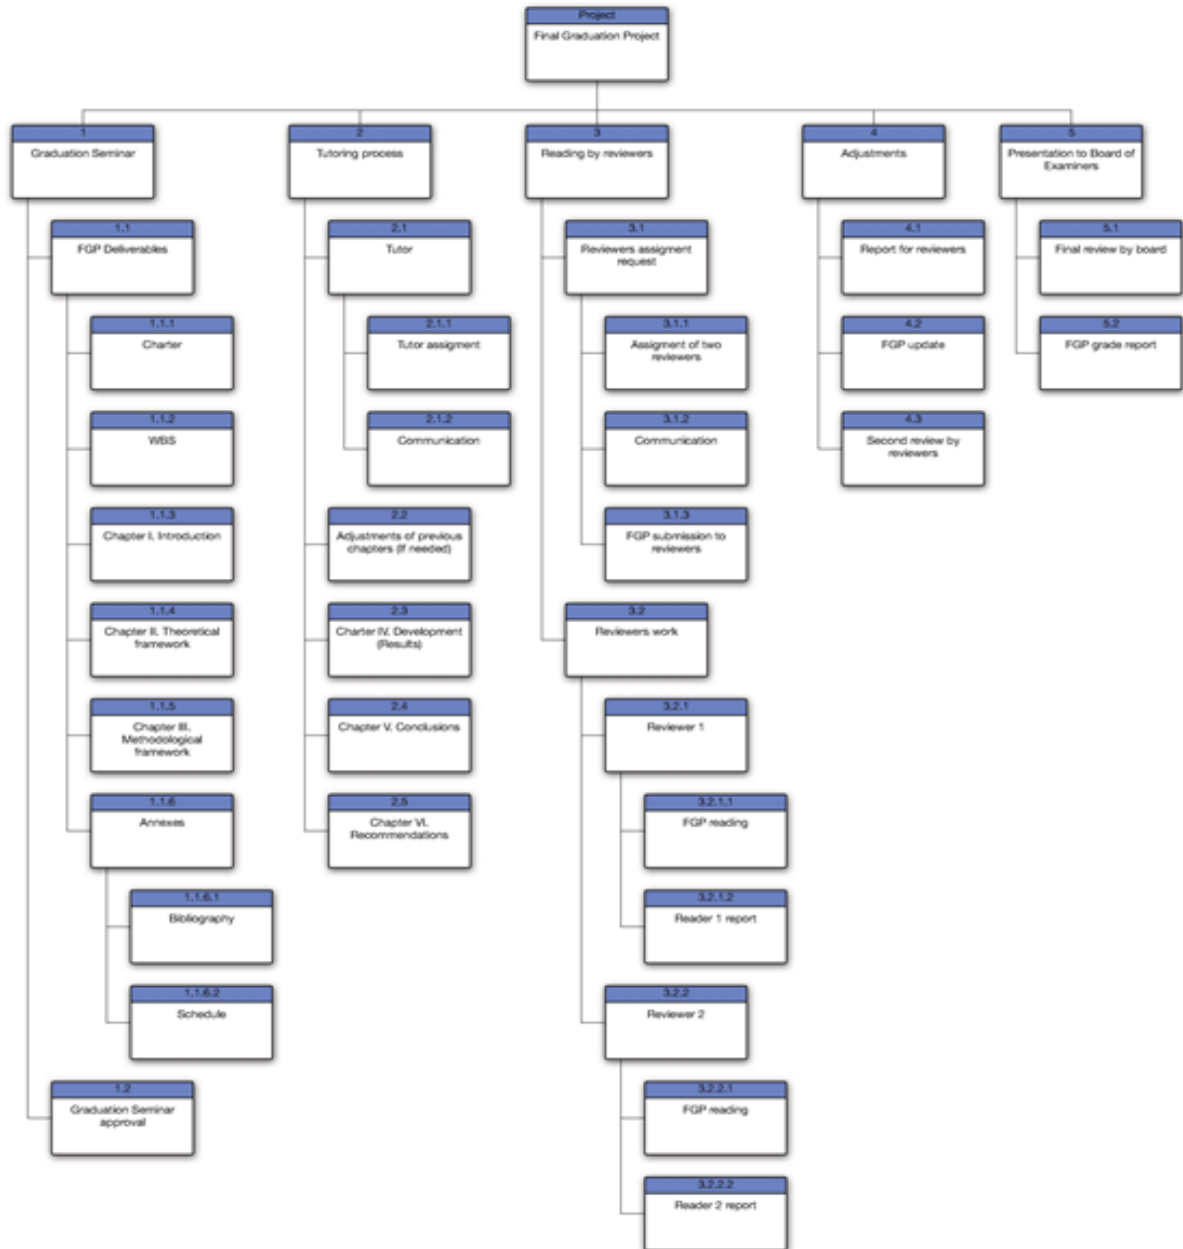 Project
Final Graduation Project
1
Graduation Seminar
1.1
FGP Deliverables
1.1.1
Charter
1.1.2
WBS
1.1.3
Chapter I. Introduction
1.1.4
Chapter II. Theoretical
framework
1.1.5
Chapter III.
Methodological
framework
1.1.6
Annexes
1.1.6.1
Bibliography
1.1.6.2
Schedule
1.2
Graduation Seminar
approval
2
Tutoring process
2.1
Tutor
2.1.1
Tutor assigment
2.1.2
Communication
2.2
Adjustments of previous
chapters (If needed)
2.3
Charter IV. Development
(Results)
2.4
Chapter V. Conclusions
2.5
Chapter VI.
Recommendations
3
Reading by reviewers
3.1
Reviewers assigment
request
3.1.1
Assigment of two
reviewers
3.1.2
Communication
3.1.3
FGP submission to
reviewers
3.2
Reviewers work
3.2.1
Reviewer 1
3.2.1.1
FGP reading
3.2.1.2
Reader 1 report
3.2.2
Reviewer 2
3.2.2.1
FGP reading
3.2.2.2
Reader 2 report
4
Adjustments
4.1
Report for reviewers
4.2
FGP update
4.3
Second review by
reviewers
5
Presentation to Board of
Examiners
5.1
Final review by board
5.2
FGP grade report